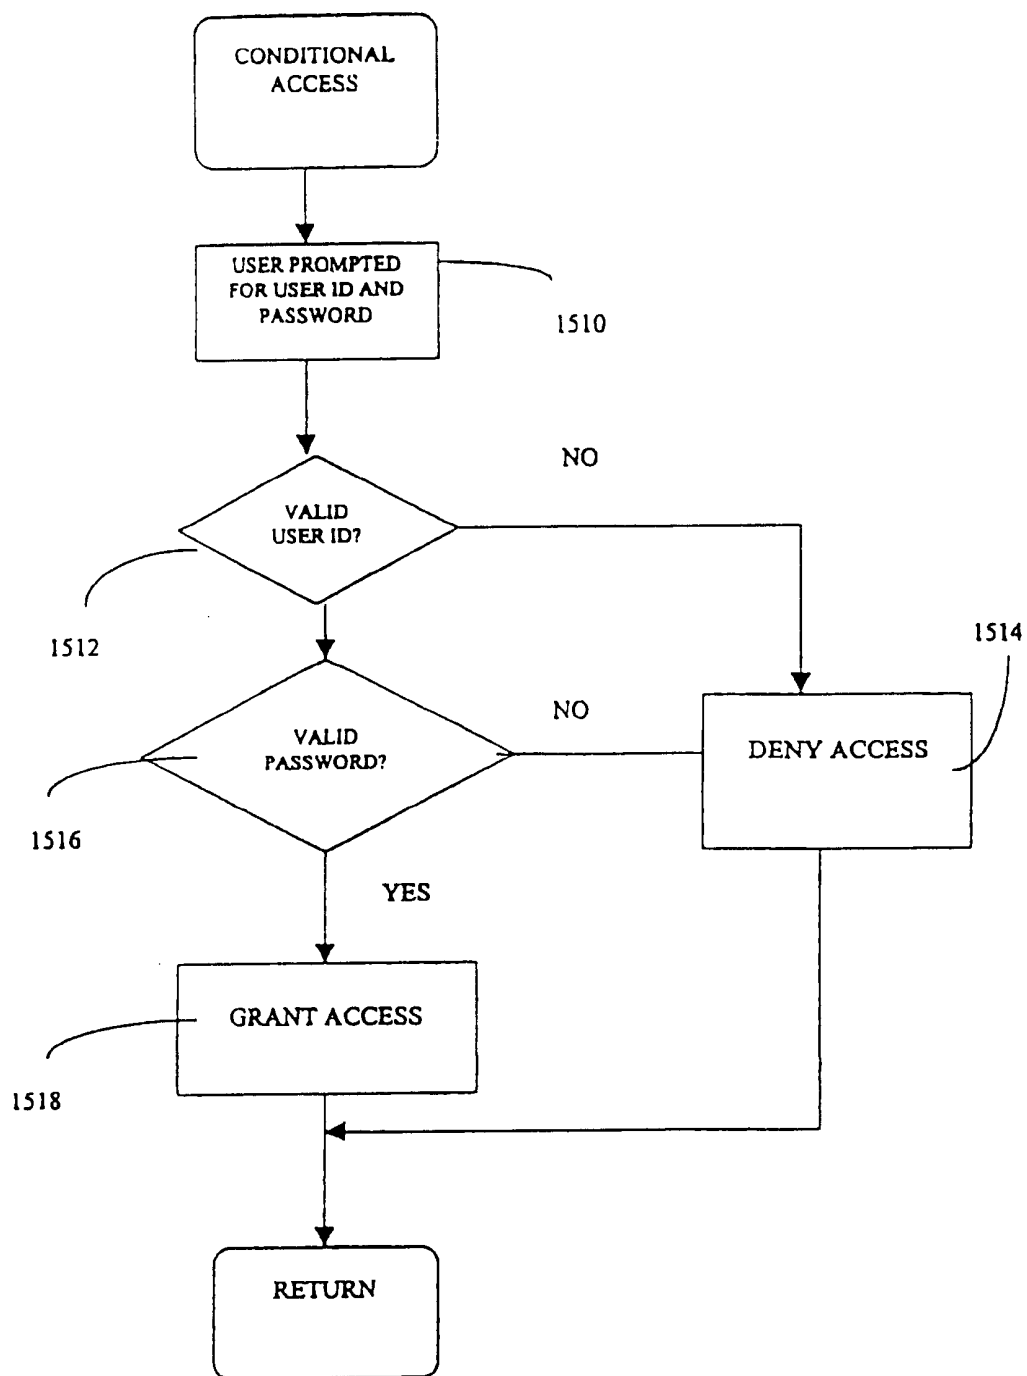 CONDITIONAL
ACCESS
USER PROMPTED
FOR USER ID AND
PASSWORD
1510
NO
VALID
USER ID?
1512
1514
NO
VALID
PASSWORD?
DENY ACCESS
1516
YES
GRANT ACCESS
1518
RETURN